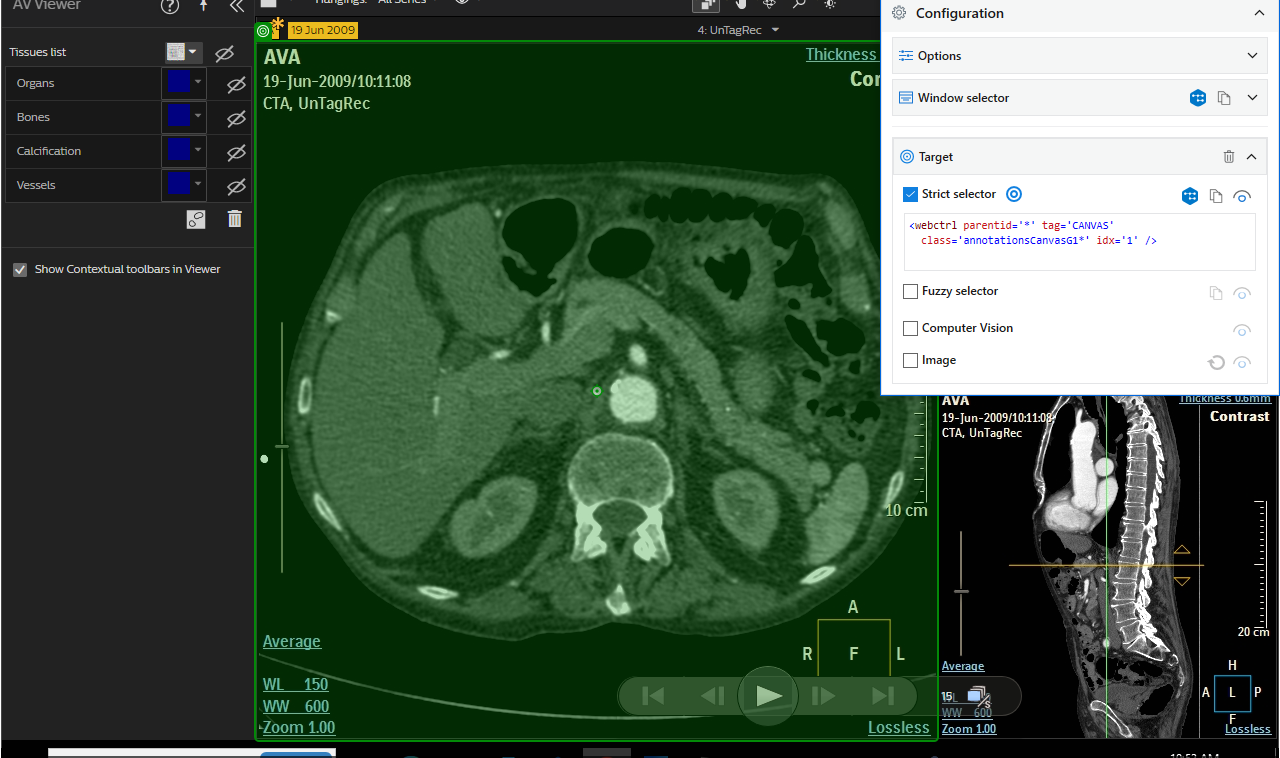 AV Viewer
Hangings: All Series
Tissues list
Organs
Bones
Calcification
Vessels
Show Contextual toolbars in Viewer
19 Jun 2009
4: UnTagRec
AVA
19-Jun-2009/10:11:08
CTA, UnTagRec
Thickness
Con
10 cm
A
R F L
Average
WL 150
WW 600
Zoom 1.00
Lossless
Configuration
Options
Window selector
Target
Strict selector
<webctrl parentid='*' tag='CANVAS'
class='annotationsCanvasG1*' idx='1' />
Fuzzy selector
Computer Vision
Image
AVA
19-Jun-2009/10:11:08
CTA, UnTagRec
Thickness 0.6mm
Contrast
20 cm
Average
15
WW 600
Zoom 1.00
H
A L P
F
Lossless
10:53 AM